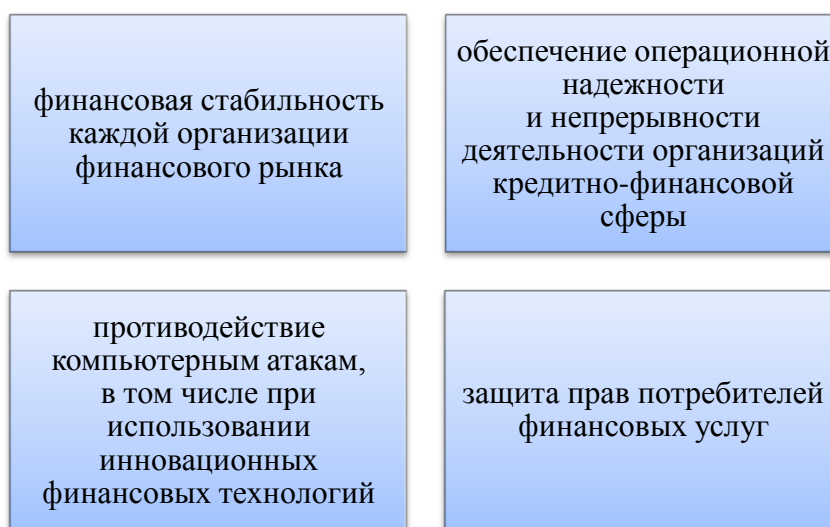 финансовая стабильность
каждой организации
финансового рынка
обеспечение операционной
надежности
и непрерывности
деятельности организаций
кредитно-финансовой
сферы
противодействие
компьютерным атакам,
в том числе при
использовании
инновационных
финансовых технологий
защита прав потребителей
финансовых услуг